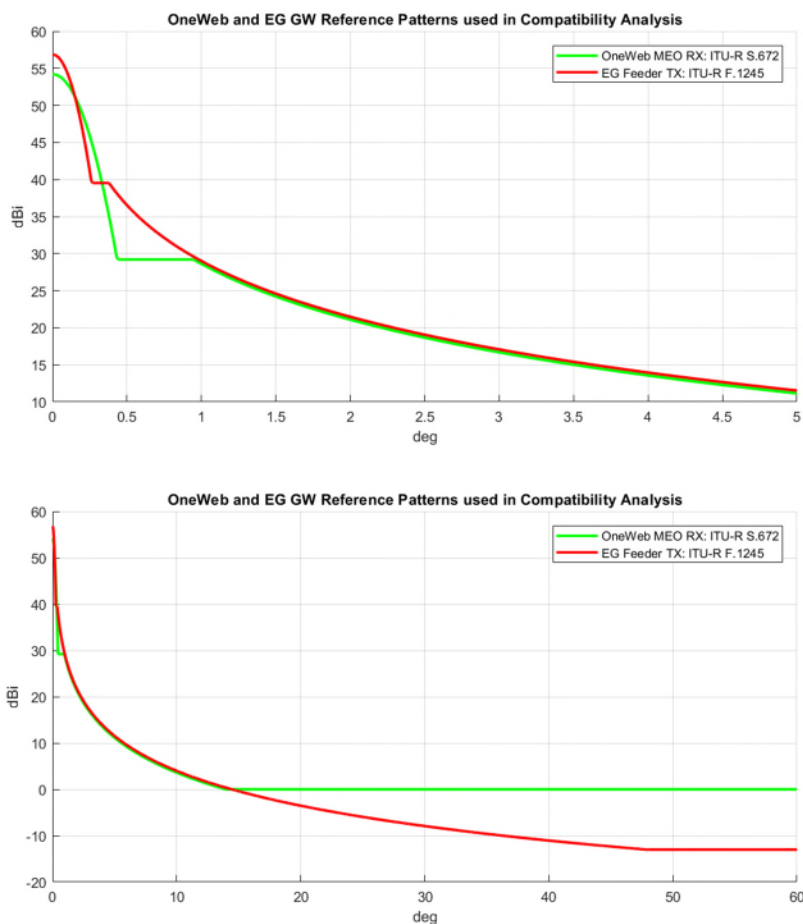 OneWeb and EG GW Reference Patterns used in Compatibility Analysis
60
55
50
45
40
35
30
25
20
15
10
dBi
OneWeb MEO RX: ITU-R S.672
EG Feeder TX: ITU-R F.1245
0 0.5 1 1.5 2 2.5 3 3.5 4 4.5 5
deg
OneWeb and EG GW Reference Patterns used in Compatibility Analysis
60
50
40
30
20
10
0
-10
-20
dBi
OneWeb MEO RX: ITU-R S.672
EG Feeder TX: ITU-R F.1245
0 10 20 30 40 50 60
deg